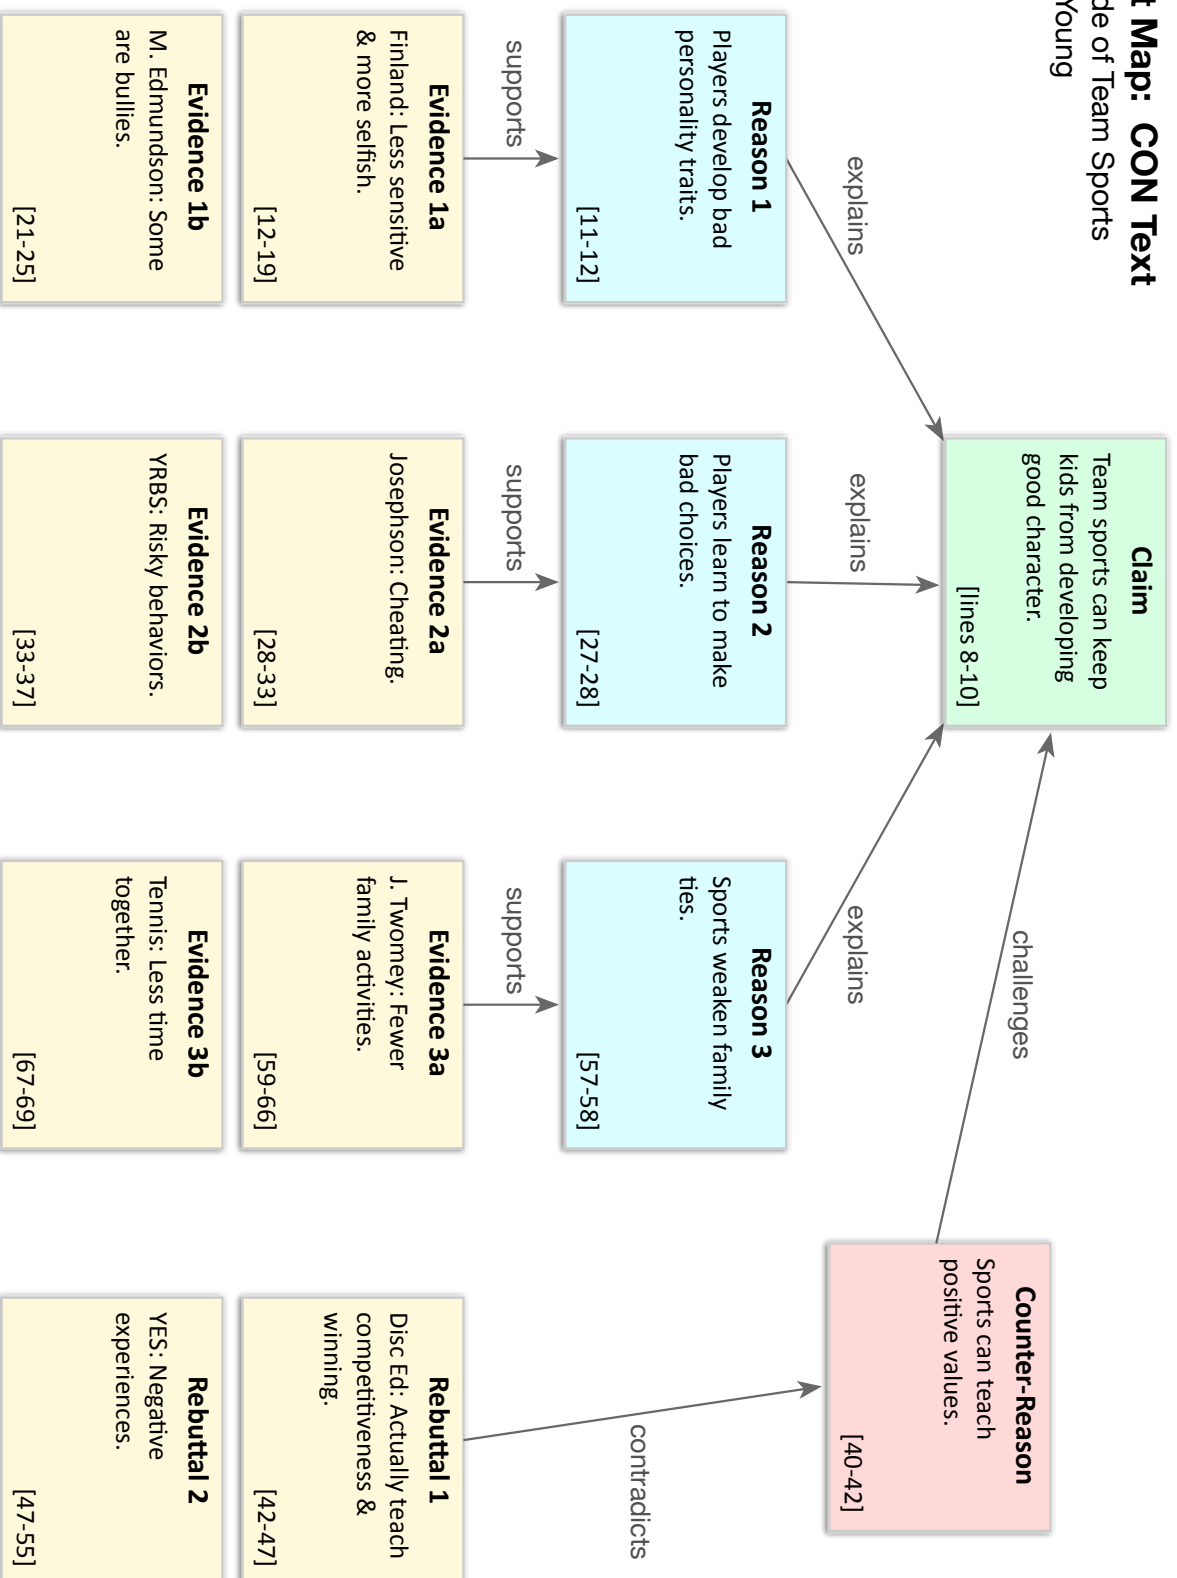 t Map: CON Text
de of Team Sports
Young
Claim
Team sports can keep
kids from developing
good character.
[lines 8-10]
challenges
Counter-Reason
Sports can teach
positive values.
[40-42]
explains
explains
explains
Reason 1
Players develop bad
personality traits.
[11-12]
Reason 2
Players learn to make
bad choices.
[27-28]
Reason 3
Sports weaken family
ties.
[57-58]
contradicts
supports
supports
supports
Evidence 1a
Finland: Less sensitive
& more selfish.
[12-19]
Evidence 2a
Josephson: Cheating.
[28-33]
Evidence 3a
J. Twomey: Fewer
family activities.
[59-66]
Rebuttal 1
Disc Ed: Actually teach
competitiveness &
winning.
[42-47]
Evidence 1b
M. Edmundson: Some
are bullies.
[21-25]
Evidence 2b
YRBS: Risky behaviors.
[33-37]
Evidence 3b
Tennis: Less time
together.
[67-69]
Rebuttal 2
YES: Negative
experiences.
[47-55]